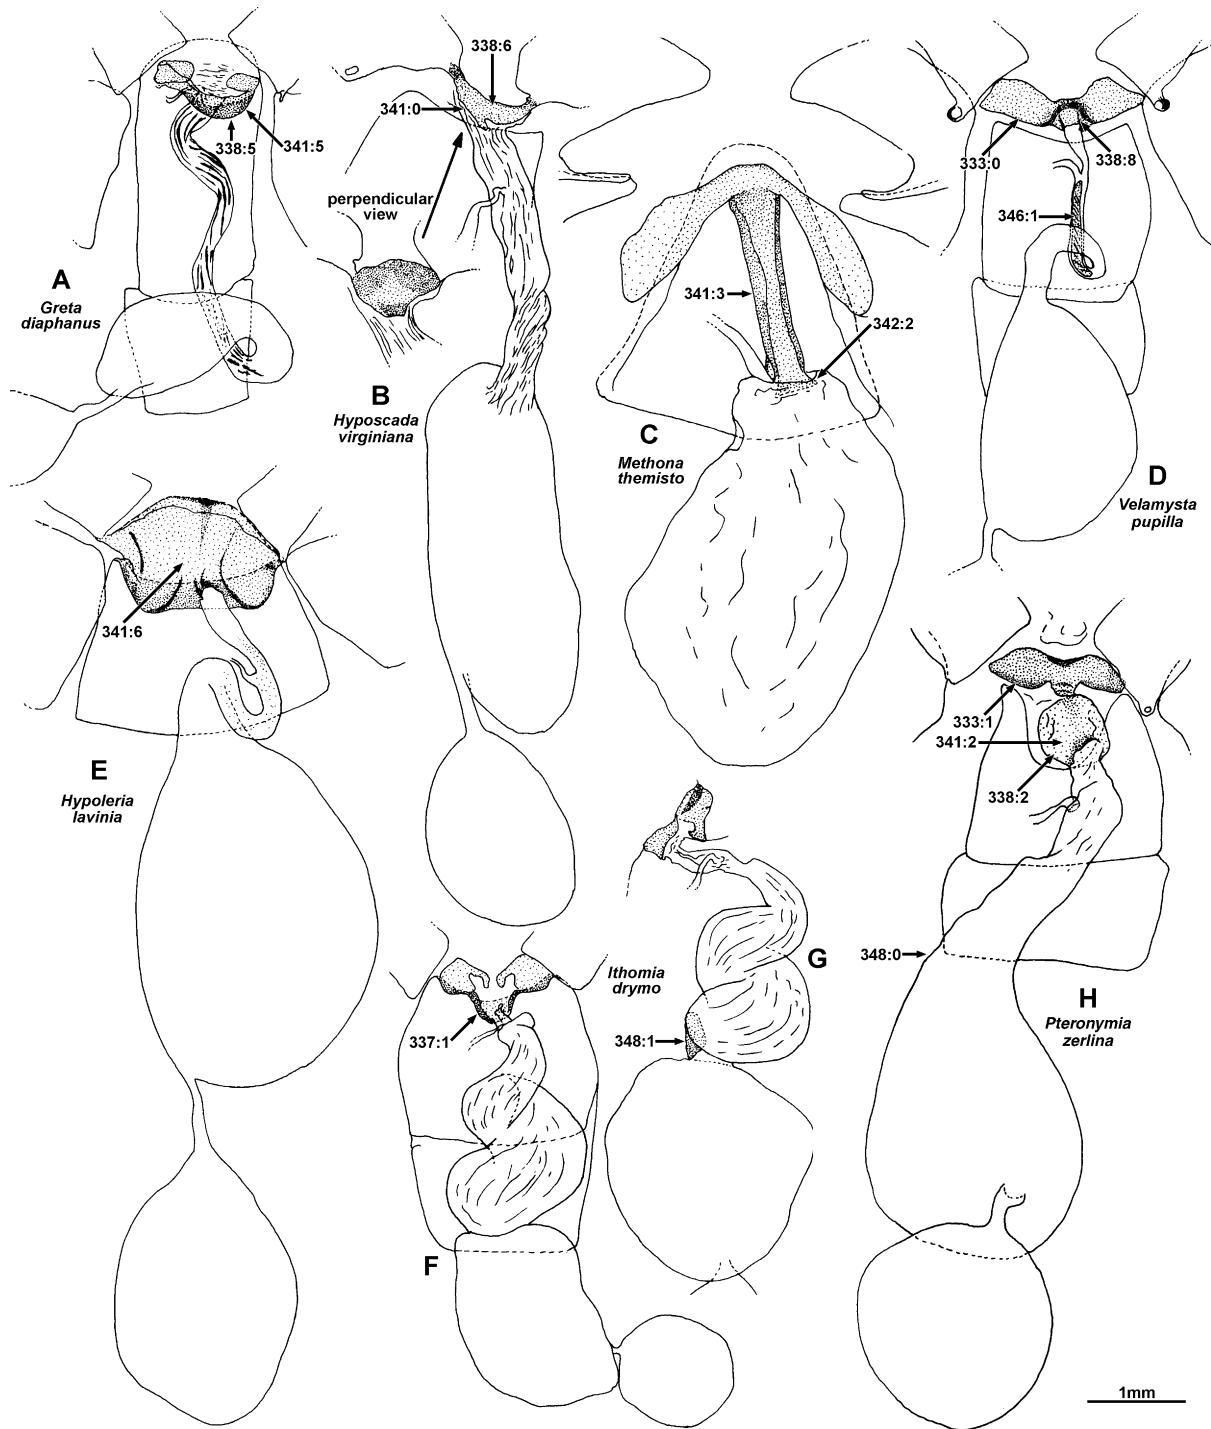 338:5
341:5
A
Greta
diaphanus
338:6
341:0
perpendicular
view
B
Hyposcada
virginiana
341:3
342:2
C
Methona
themisto
333:0
338:8
346:1
D
Velamysta
pupilla
341:6
E
Hypoleria
lavinia
337:1
F
Ithomia
drymo
G
348:1
333:1
341:2
338:2
348:0
H
Pteronymia
zerlina
1mm